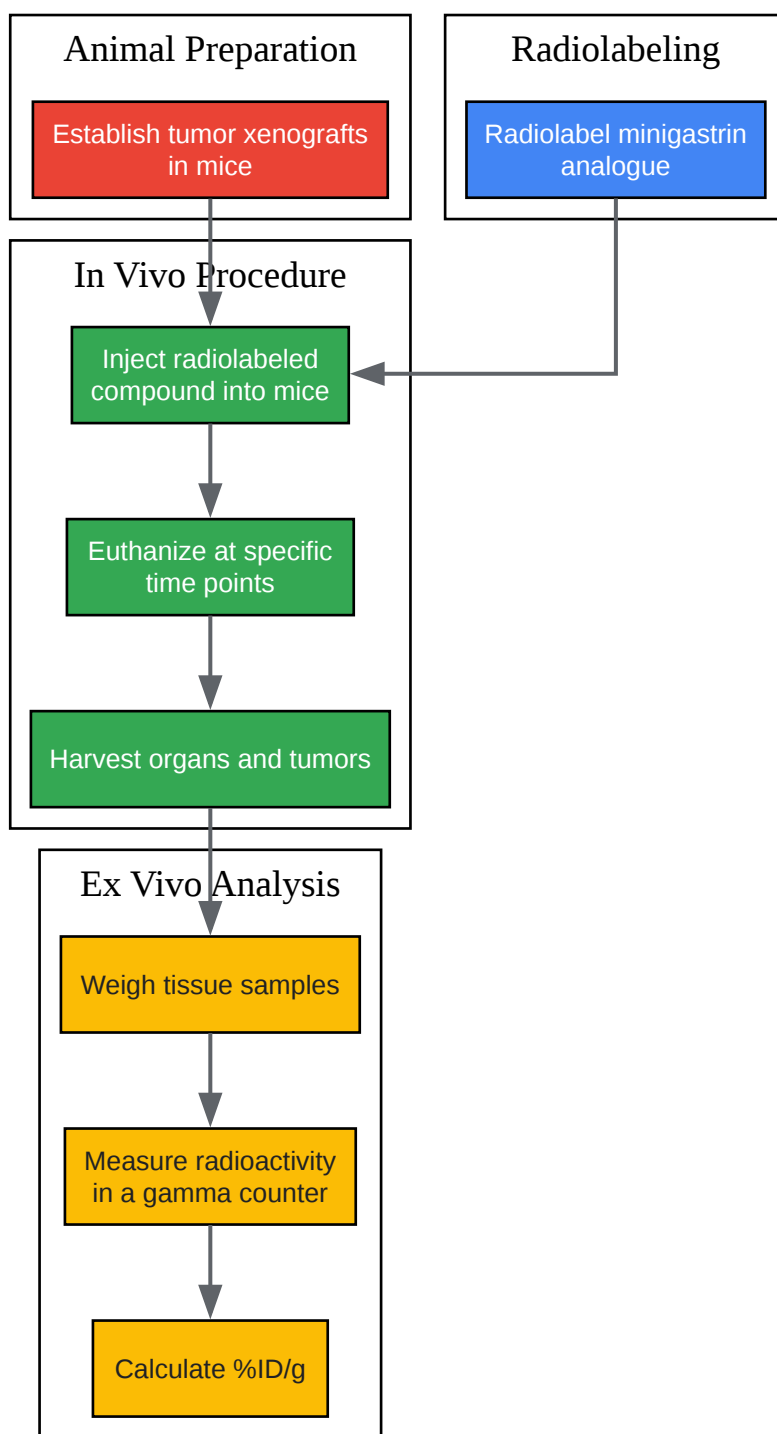 Animal Preparation
Establish tumor xenografts
in mice
Radiolabeling
Radiolabel minigastrin
analogue
In Vivo Procedure
Inject radiolabeled
compound into mice
Euthanize at specific
time points
Harvest organs and tumors
Ex Vivo Analysis
Weigh tissue samples
Measure radioactivity
in a gamma counter
Calculate %ID/g